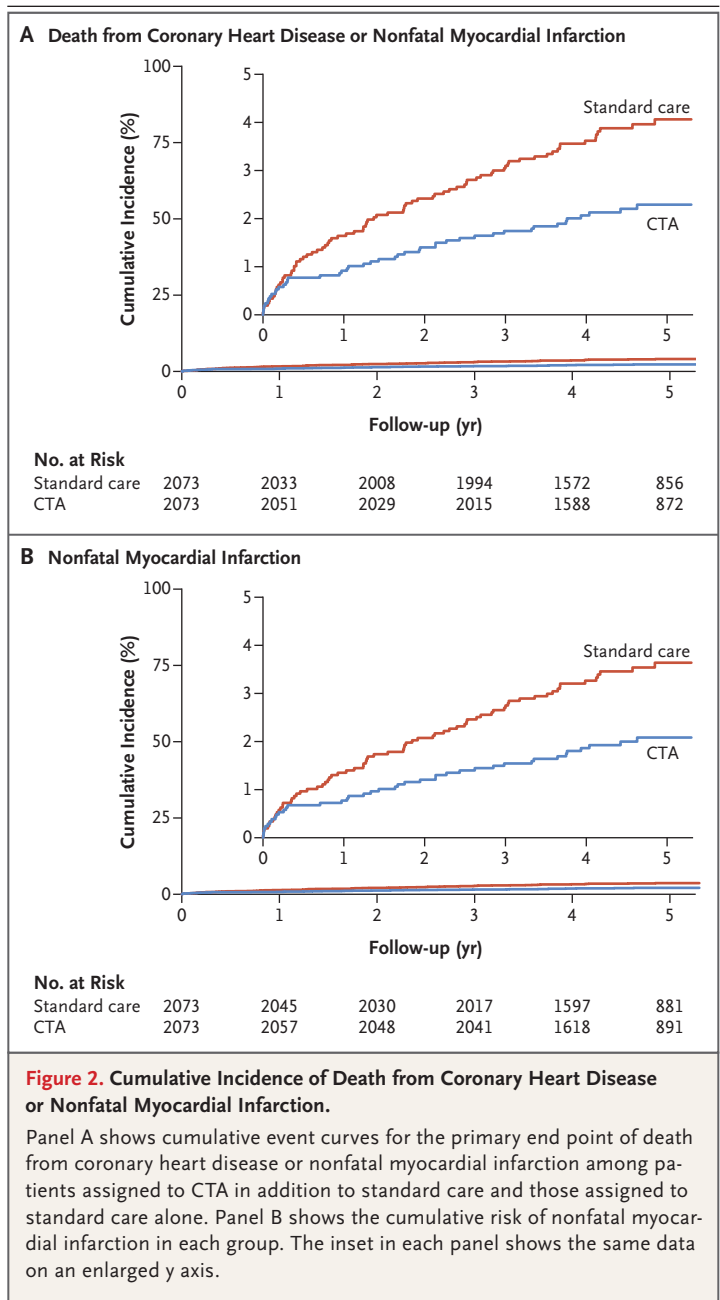 A Death from Coronary Heart Disease or Nonfatal Myocardial Infarction
Cumulative Incidence (%)
100
75
50
25
0
5
4
3
2
1
0
Standard care
CTA
0 1 2 3 4 5
0 1 2 3 4 5
Follow-up (yr)
No. at Risk
Standard care 2073 2033 2008 1994 1572 856
CTA 2073 2051 2029 2015 1588 872
B Nonfatal Myocardial Infarction
Cumulative Incidence (%)
100
75
50
25
0
5
4
3
2
1
0
Standard care
CTA
0 1 2 3 4 5
0 1 2 3 4 5
Follow-up (yr)
No. at Risk
Standard care 2073 2045 2030 2017 1597 881
CTA 2073 2057 2048 2041 1618 891
Figure 2. Cumulative Incidence of Death from Coronary Heart Disease
or Nonfatal Myocardial Infarction.
Panel A shows cumulative event curves for the primary end point of death
from coronary heart disease or nonfatal myocardial infarction among pa-
tients assigned to CTA in addition to standard care and those assigned to
standard care alone. Panel B shows the cumulative risk of nonfatal myocar-
dial infarction in each group. The inset in each panel shows the same data
on an enlarged y axis.